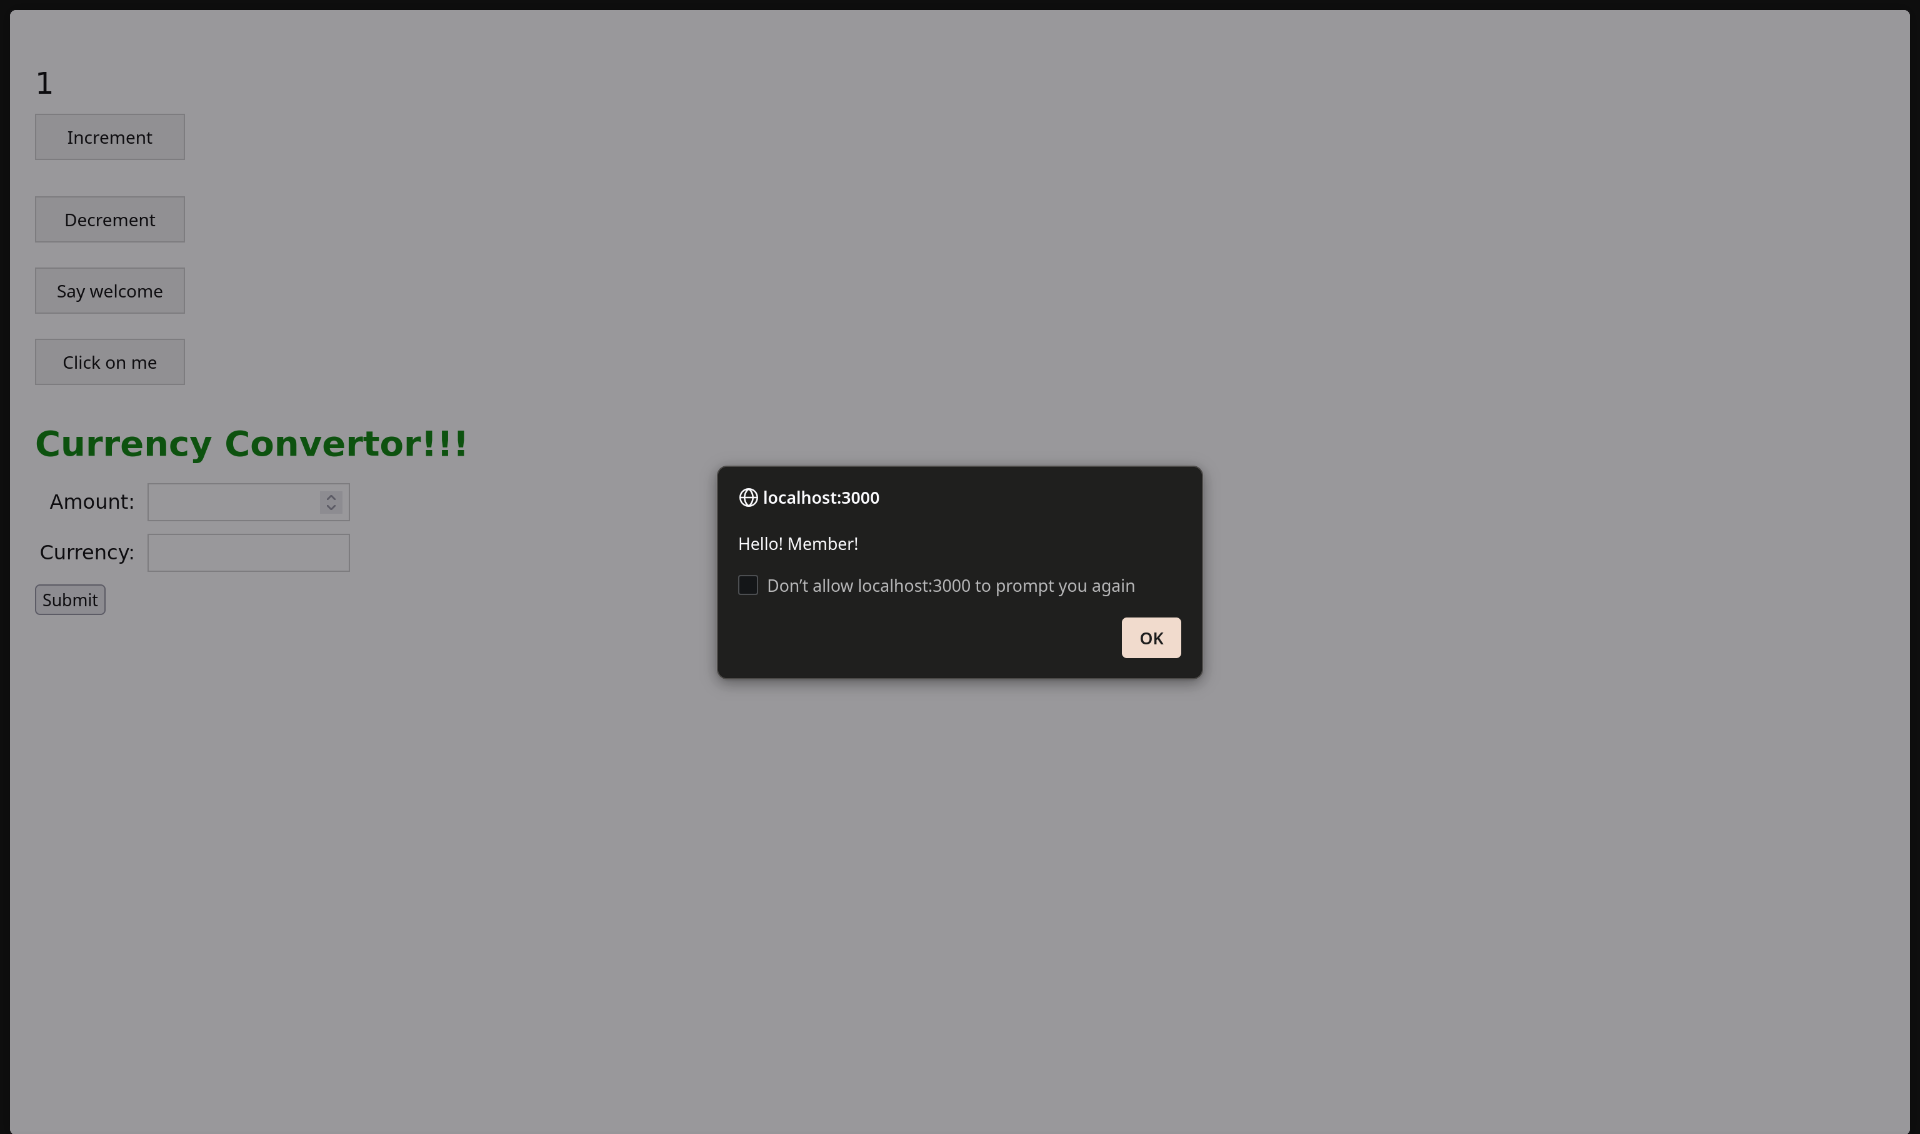 1
Increment
Decrement
Say welcome
Click on me
Currency Convertor!!!
Amount:
Currency:
Submit
localhost:3000
Hello! Member!
Don’t allow localhost:3000 to prompt you again
OK